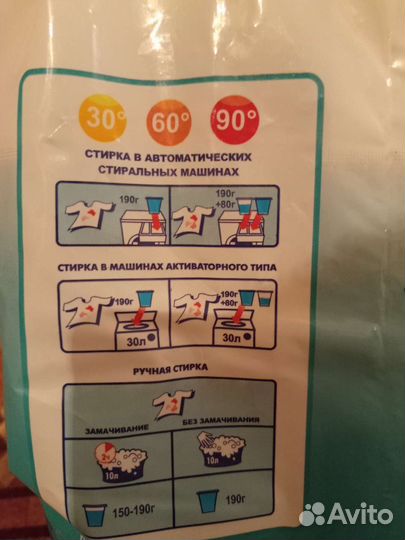 30° 60° 90°
СТИРКА В АВТОМАТИЧЕСКИХ
СТИРАЛЬНЫХ МАШИНАХ
190г
190г
+80г
СТИРКА В МАШИНАХ АКТИВАТОРНОГО ТИПА
190г
30л
190г
+80г
30л
РУЧНАЯ СТИРКА
ЗАМАЧИВАНИЕ БЕЗ ЗАМАЧИВАНИЯ
2ч
10л
10л
150-190г
190г
Avito